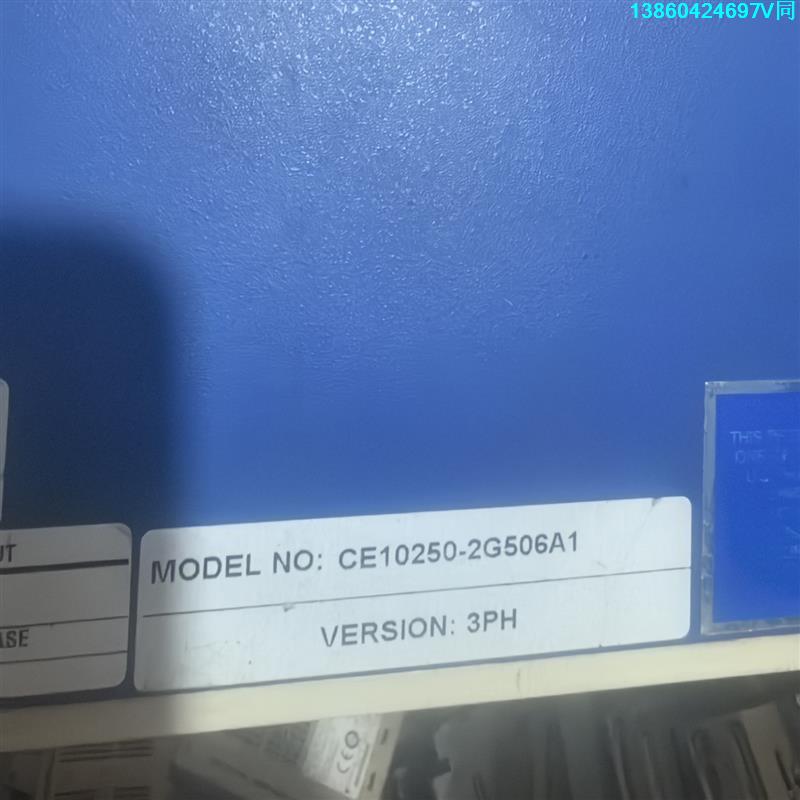 13860424697V同
MODEL NO: CE10250-2G506A1
VERSION: 3PH
UT
ASE
THIS